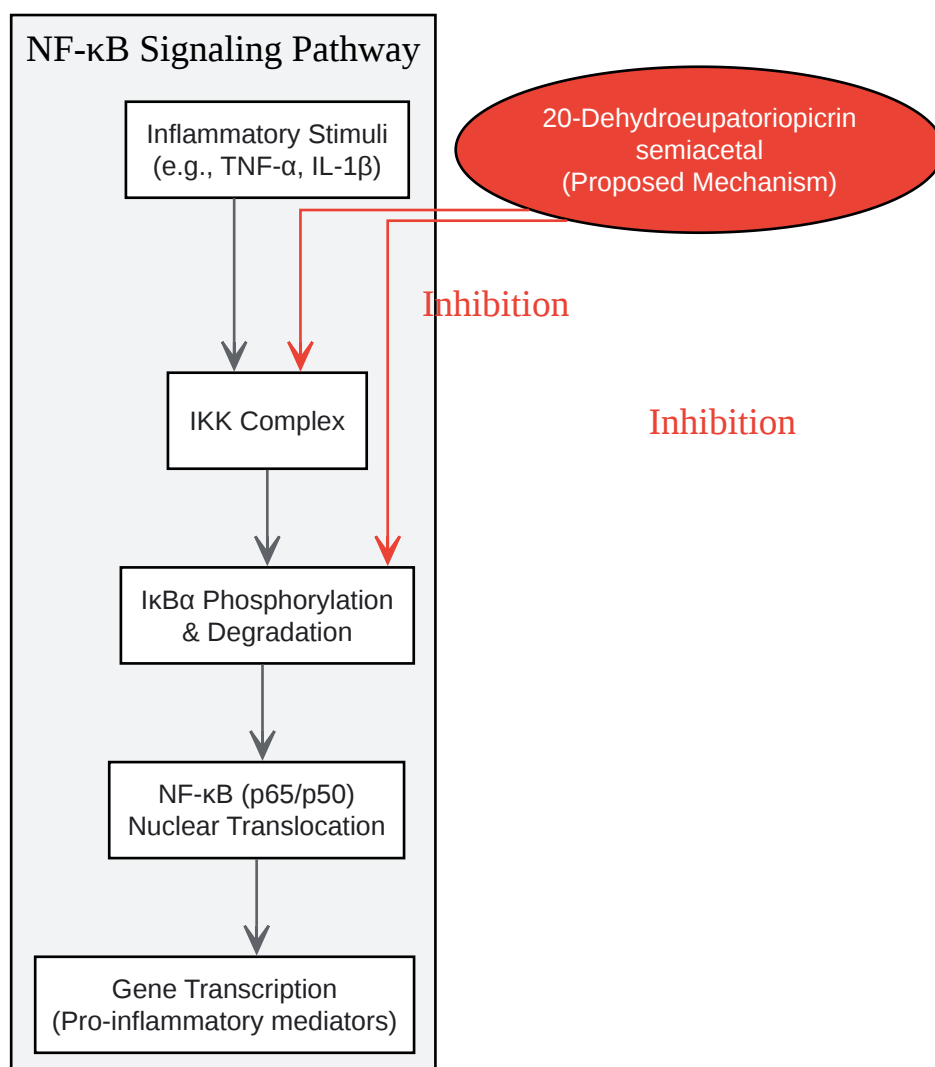 NF-κB Signaling Pathway
Inflammatory Stimuli
(e.g., TNF-α, IL-1β)
20-Dehydroeupatoriopicrin
semiacetal
(Proposed Mechanism)
Inhibition
IKK Complex
Inhibition
IκBα Phosphorylation
& Degradation
NF-κB (p65/p50)
Nuclear Translocation
Gene Transcription
(Pro-inflammatory mediators)